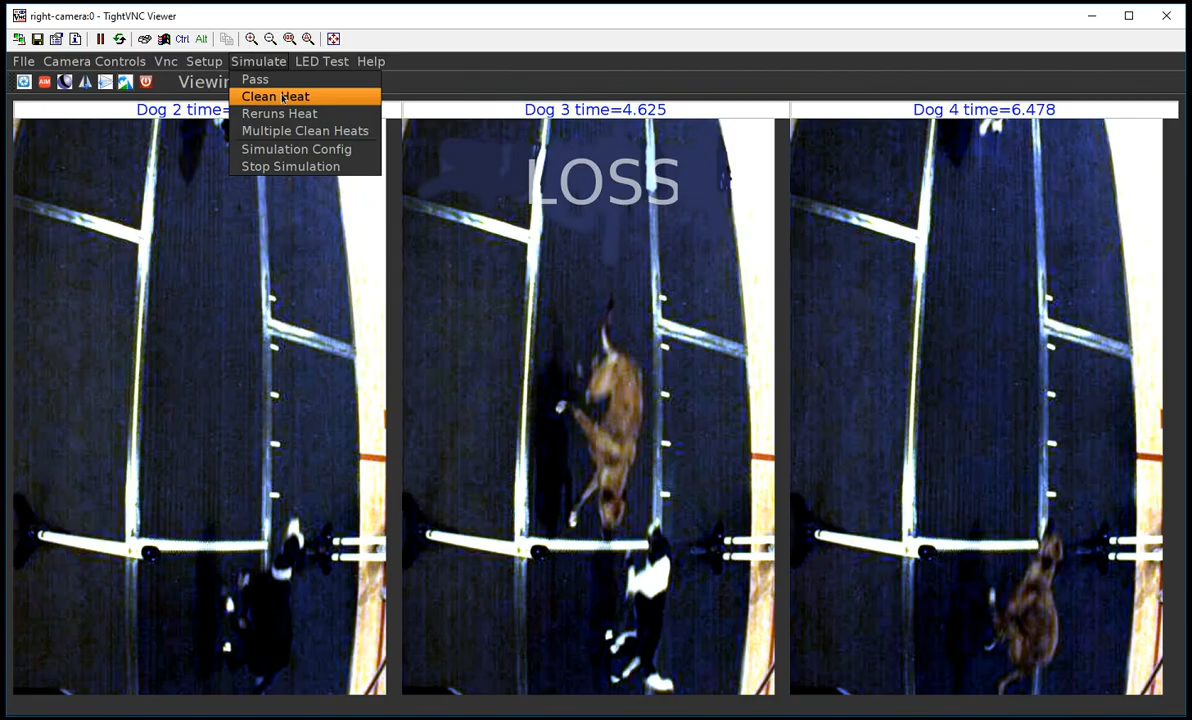 right-camera:0 - TightVNC Viewer
Ctrl Alt
File Camera Controls Vnc Setup Simulate LED Test Help
AIM Viewin
Pass
Clean Heat
Reruns Heat
Multiple Clean Heats
Simulation Config
Stop Simulation
Dog 2 time=
Dog 3 time=4.625
Dog 4 time=6.478
LOSS